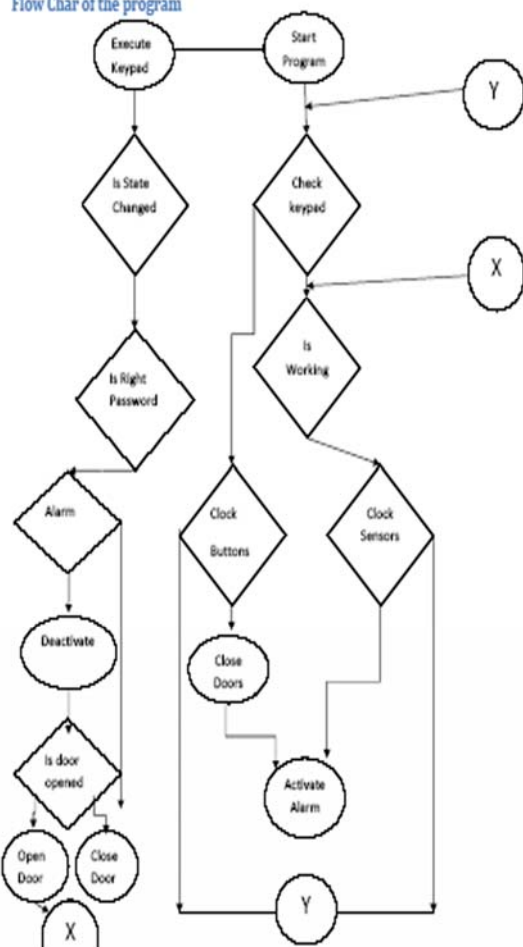 Flow Char of the program
Execute
Keypad
Start
Program
Y
Is State
Changed
Check
keypad
X
Is
Working
Is Right
Password
Alarm
Clock
Buttons
Clock
Sensors
Deactivate
Close
Doors
Is door
opened
Activate
Alarm
Open
Door
Close
Door
Y
X